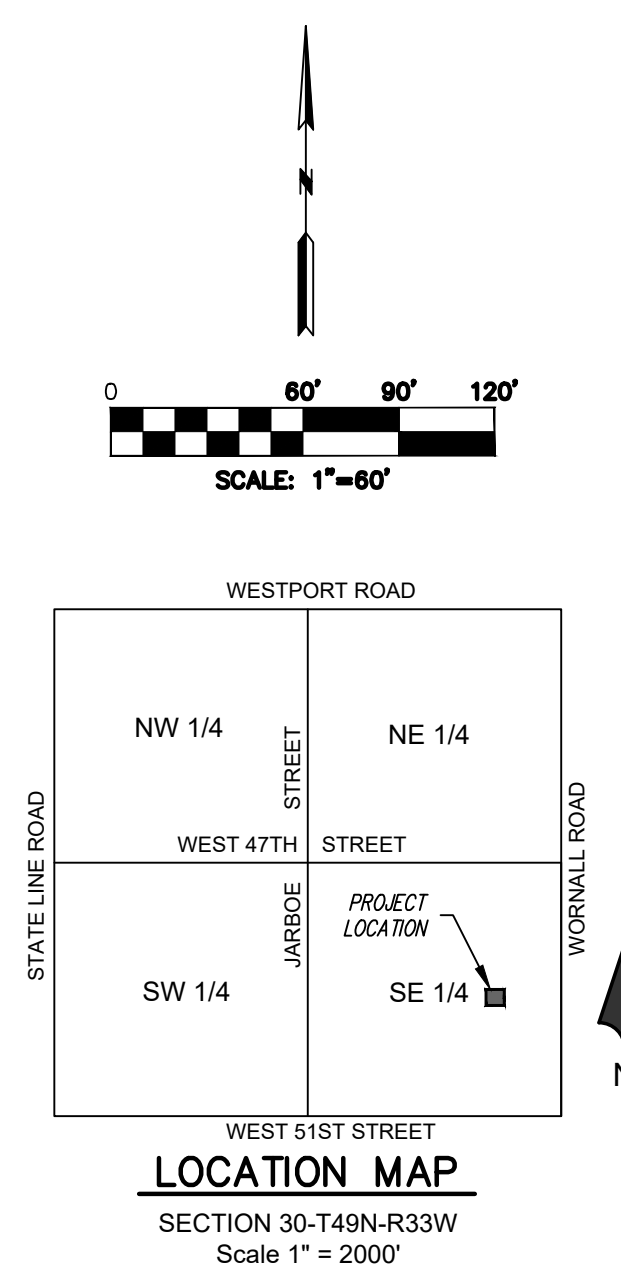 N
0 60' 90' 120'
SCALE: 1"=60'
WESTPORT ROAD
NW 1/4
NE 1/4
STREET
STATE LINE ROAD
WORNALL ROAD
WEST 47TH STREET
JARBOE
PROJECT
LOCATION
SW 1/4
SE 1/4
WEST 51ST STREET
LOCATION MAP
SECTION 30-T49N-R33W
Scale 1" = 2000'